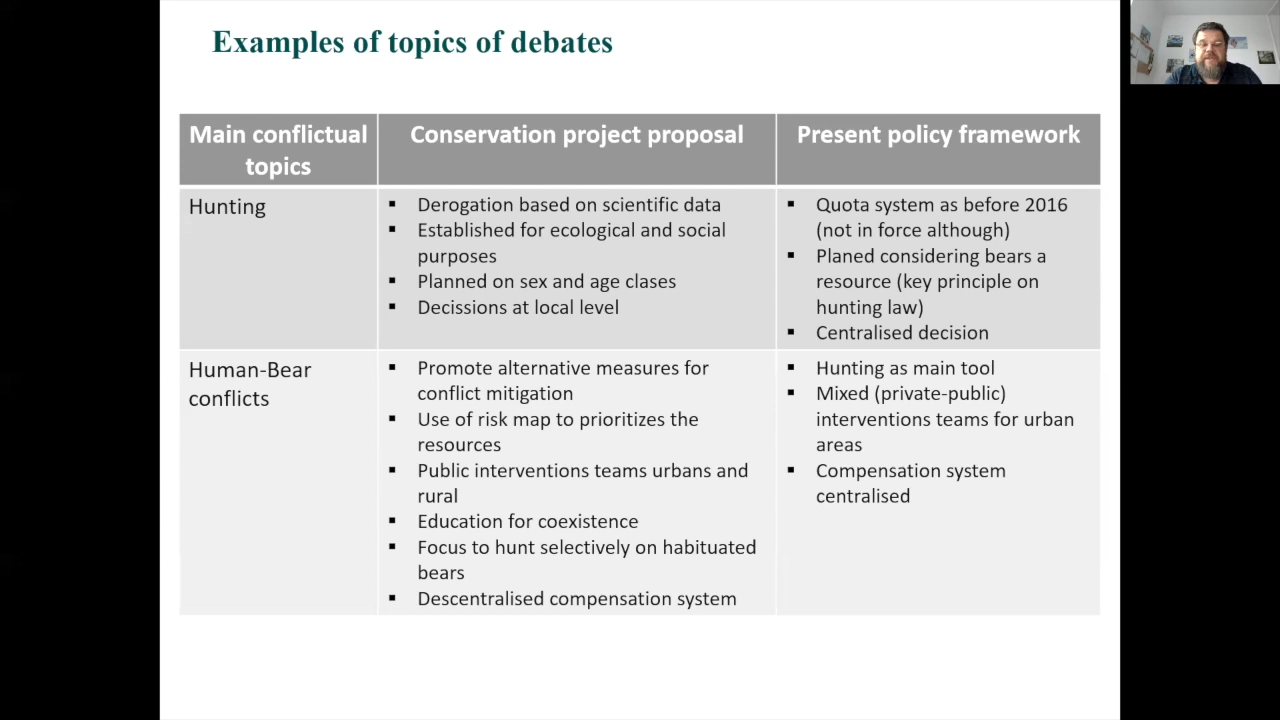 Examples of topics of debates
Main conflictual
topics
Conservation project proposal
Present policy framework
Hunting
▪ Derogation based on scientific data
▪ Established for ecological and social
purposes
▪ Planned on sex and age clases
▪ Decissions at local level
▪ Quota system as before 2016
(not in force although)
▪ Planed considering bears a
resource (key principle on
hunting law)
▪ Centralised decision
Human-Bear
conflicts
▪ Promote alternative measures for
conflict mitigation
▪ Use of risk map to prioritizes the
resources
▪ Public interventions teams urbans and
rural
▪ Education for coexistence
▪ Focus to hunt selectively on habituated
bears
▪ Descentralised compensation system
▪ Hunting as main tool
▪ Mixed (private-public)
interventions teams for urban
areas
▪ Compensation system
centralised